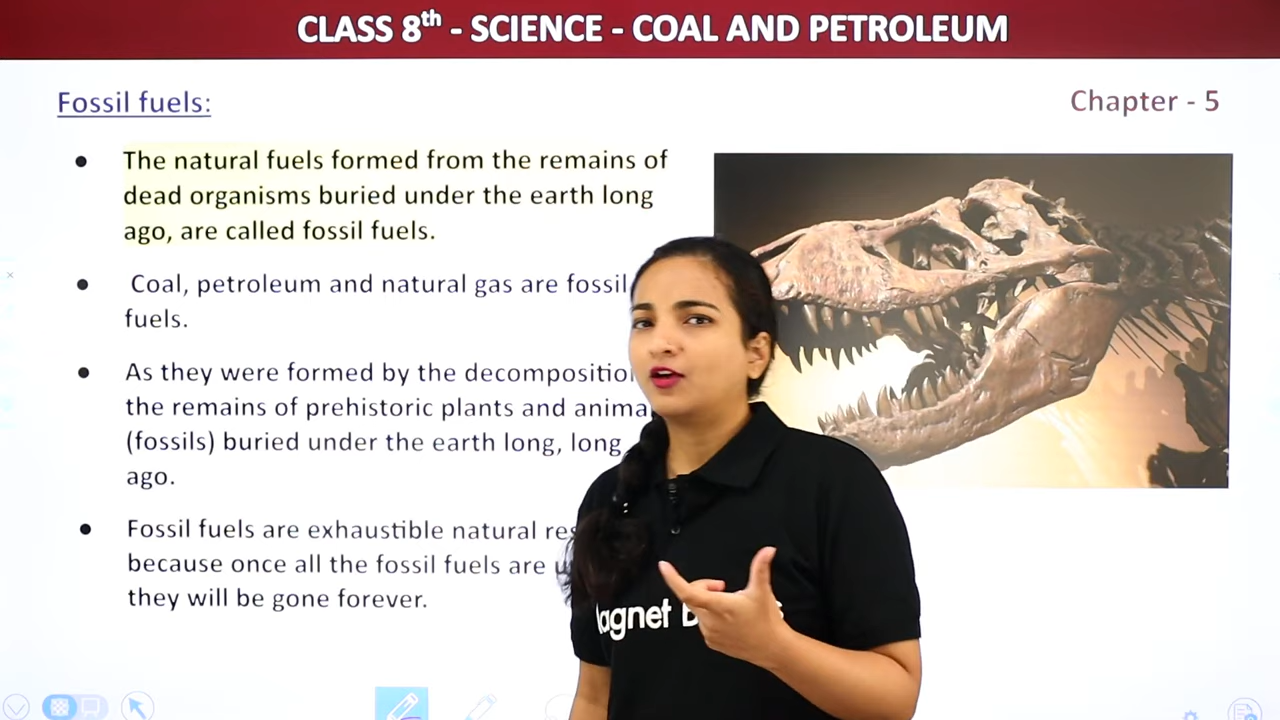 CLASS 8th - SCIENCE - COAL AND PETROLEUM
Fossil fuels:
Chapter - 5
The natural fuels formed from the remains of
dead organisms buried under the earth long
ago, are called fossil fuels.
Coal, petroleum and natural gas are fossil
fuels.
As they were formed by the
the remains of prehistoric plants and
(fossils) buried under the earth long, long
ago.
Fossil fuels are exhaustible natural
because once all the fossil fuels are
they will be gone forever.